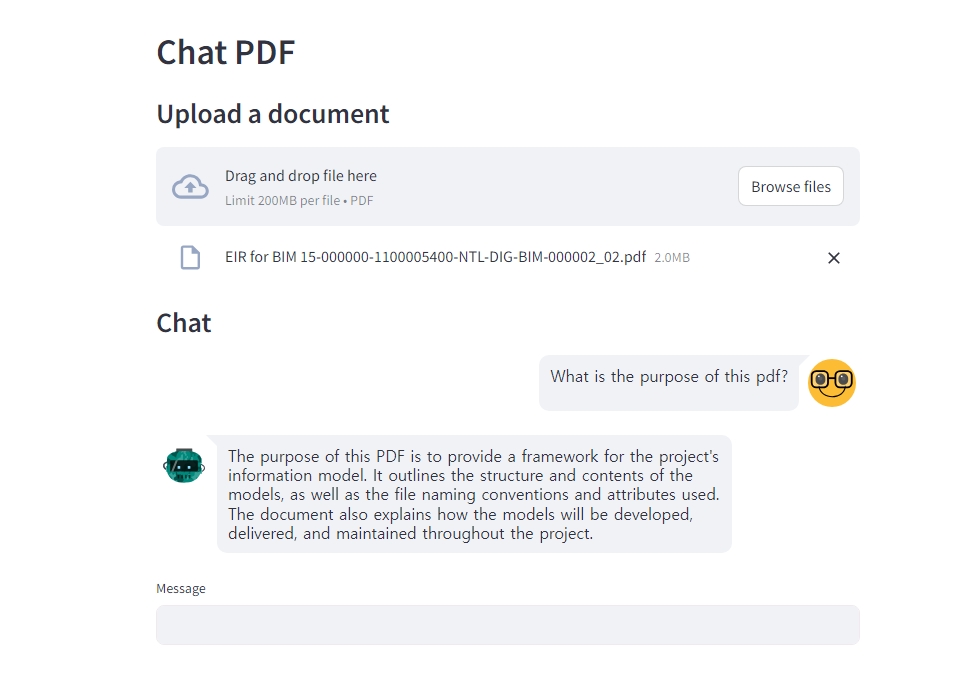 Chat PDF
Upload a document
Drag and drop file here
Limit 200MB per file • PDF
Browse files
EIR for BIM 15-000000-1100005400-NTL-DIG-BIM-000002_02.pdf 2.0MB
Chat
What is the purpose of this pdf?
The purpose of this PDF is to provide a framework for the project's
information model. It outlines the structure and contents of the
models, as well as the file naming conventions and attributes used.
The document also explains how the models will be developed,
delivered, and maintained throughout the project.
Message